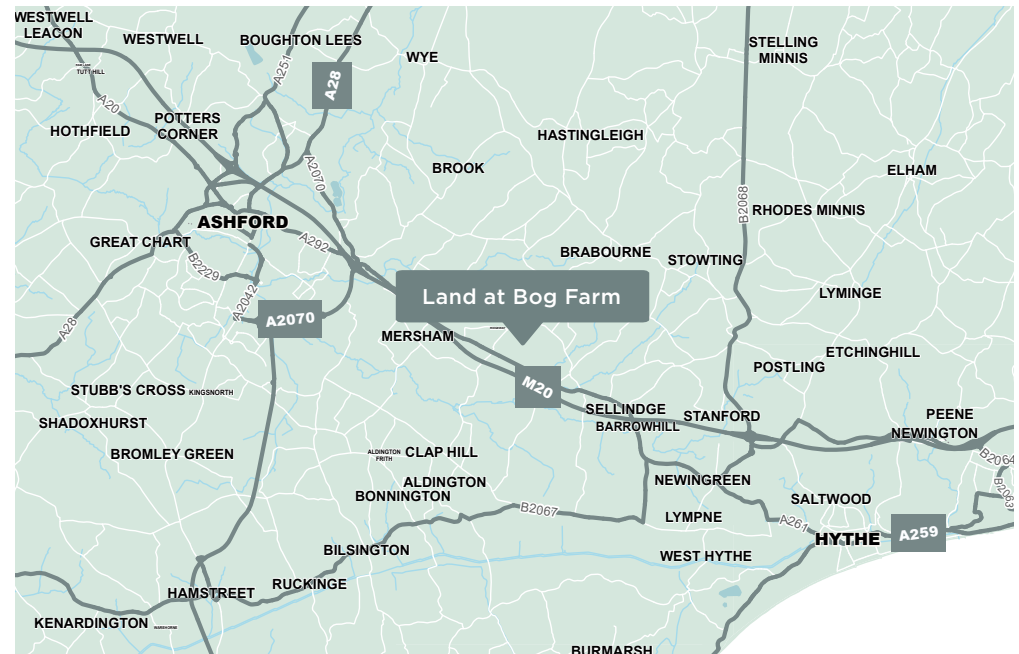 WESTWELL
LEACON
WESTWELL
BOUGHTON LEES
WYE
STELLING
MINNIS
A251
A28
TUTT HILL
A20
POTTERS
CORNER
HOTHFIELD
HASTINGLEIGH
BROOK
A2070
ELHAM
B2068
RHODES MINNIS
ASHFORD
GREAT CHART
A292
BRABOURNE
STOWTING
B2229
A2042
Land at Bog Farm
LYMINGE
A28
A2070
MERSHAM
ETCHINGHILL
POSTLING
M20
STUBB'S CROSS
KINGSNORTH
SELLINDGE
STANFORD
PEENE
SHADOXHURST
BARROWHILL
NEWINGTON
BROMLEY GREEN
ALDINGTON
FRITH
CLAP HILL
B2064
ALDINGTON
NEWINGREEN
BONNINGTON
SALTWOOD
B2063
B2067
LYMPNE
A261
HYTHE
A259
BILSINGTON
WEST HYTHE
RUCKINGE
HAMSTREET
KENARDINGTON
WAREHORNE
BURMARSH